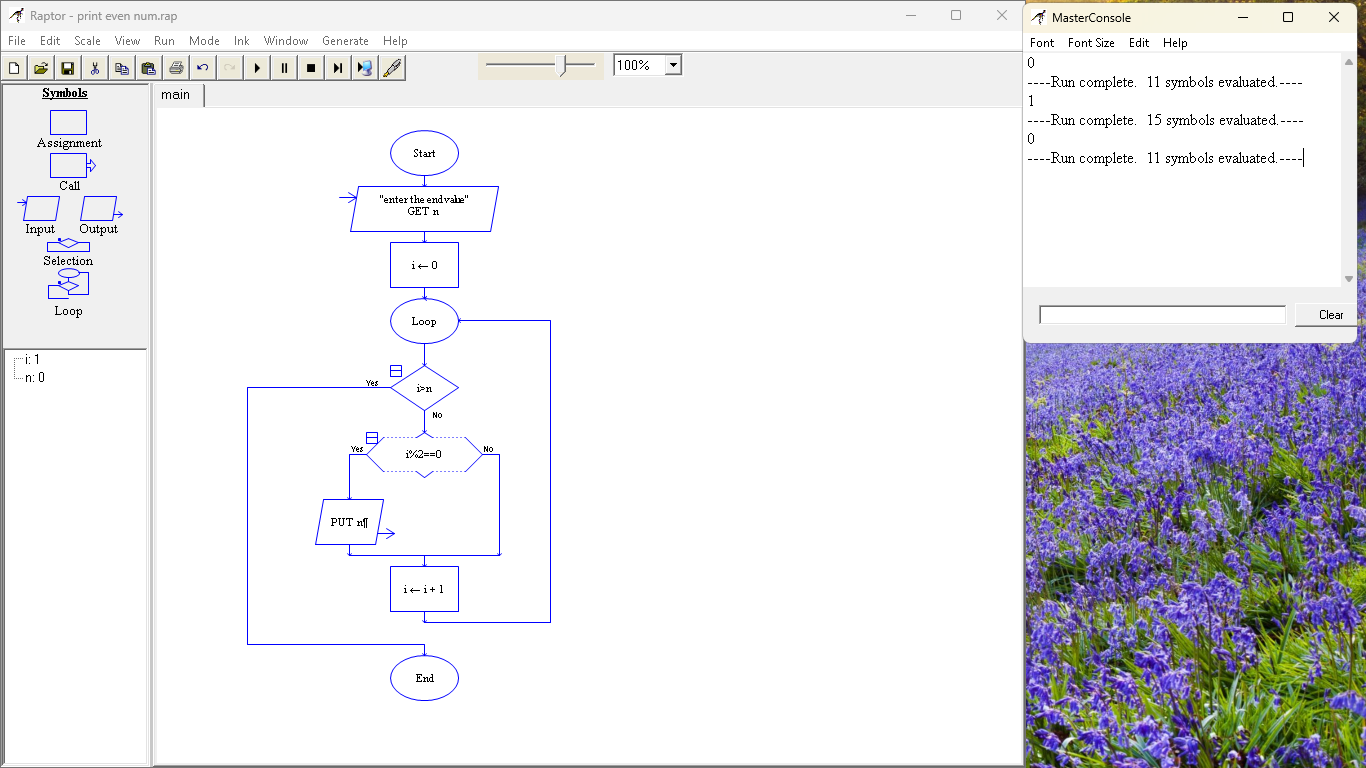 Raptor - print even num.rap
File Edit Scale View Run Mode Ink Window Generate Help
100%
Symbols
Assignment
Call
Input Output
Selection
Loop
i: 1
n: 0
main
Start
"enter the end value"
GET n
i ← 0
Loop
i>n
Yes
No
i%2==0
Yes
No
PUT n¶
i ← i + 1
End
MasterConsole
Font Font Size Edit Help
0
----Run complete.  11 symbols evaluated.----
1
----Run complete.  15 symbols evaluated.----
0
----Run complete.  11 symbols evaluated.----
Clear